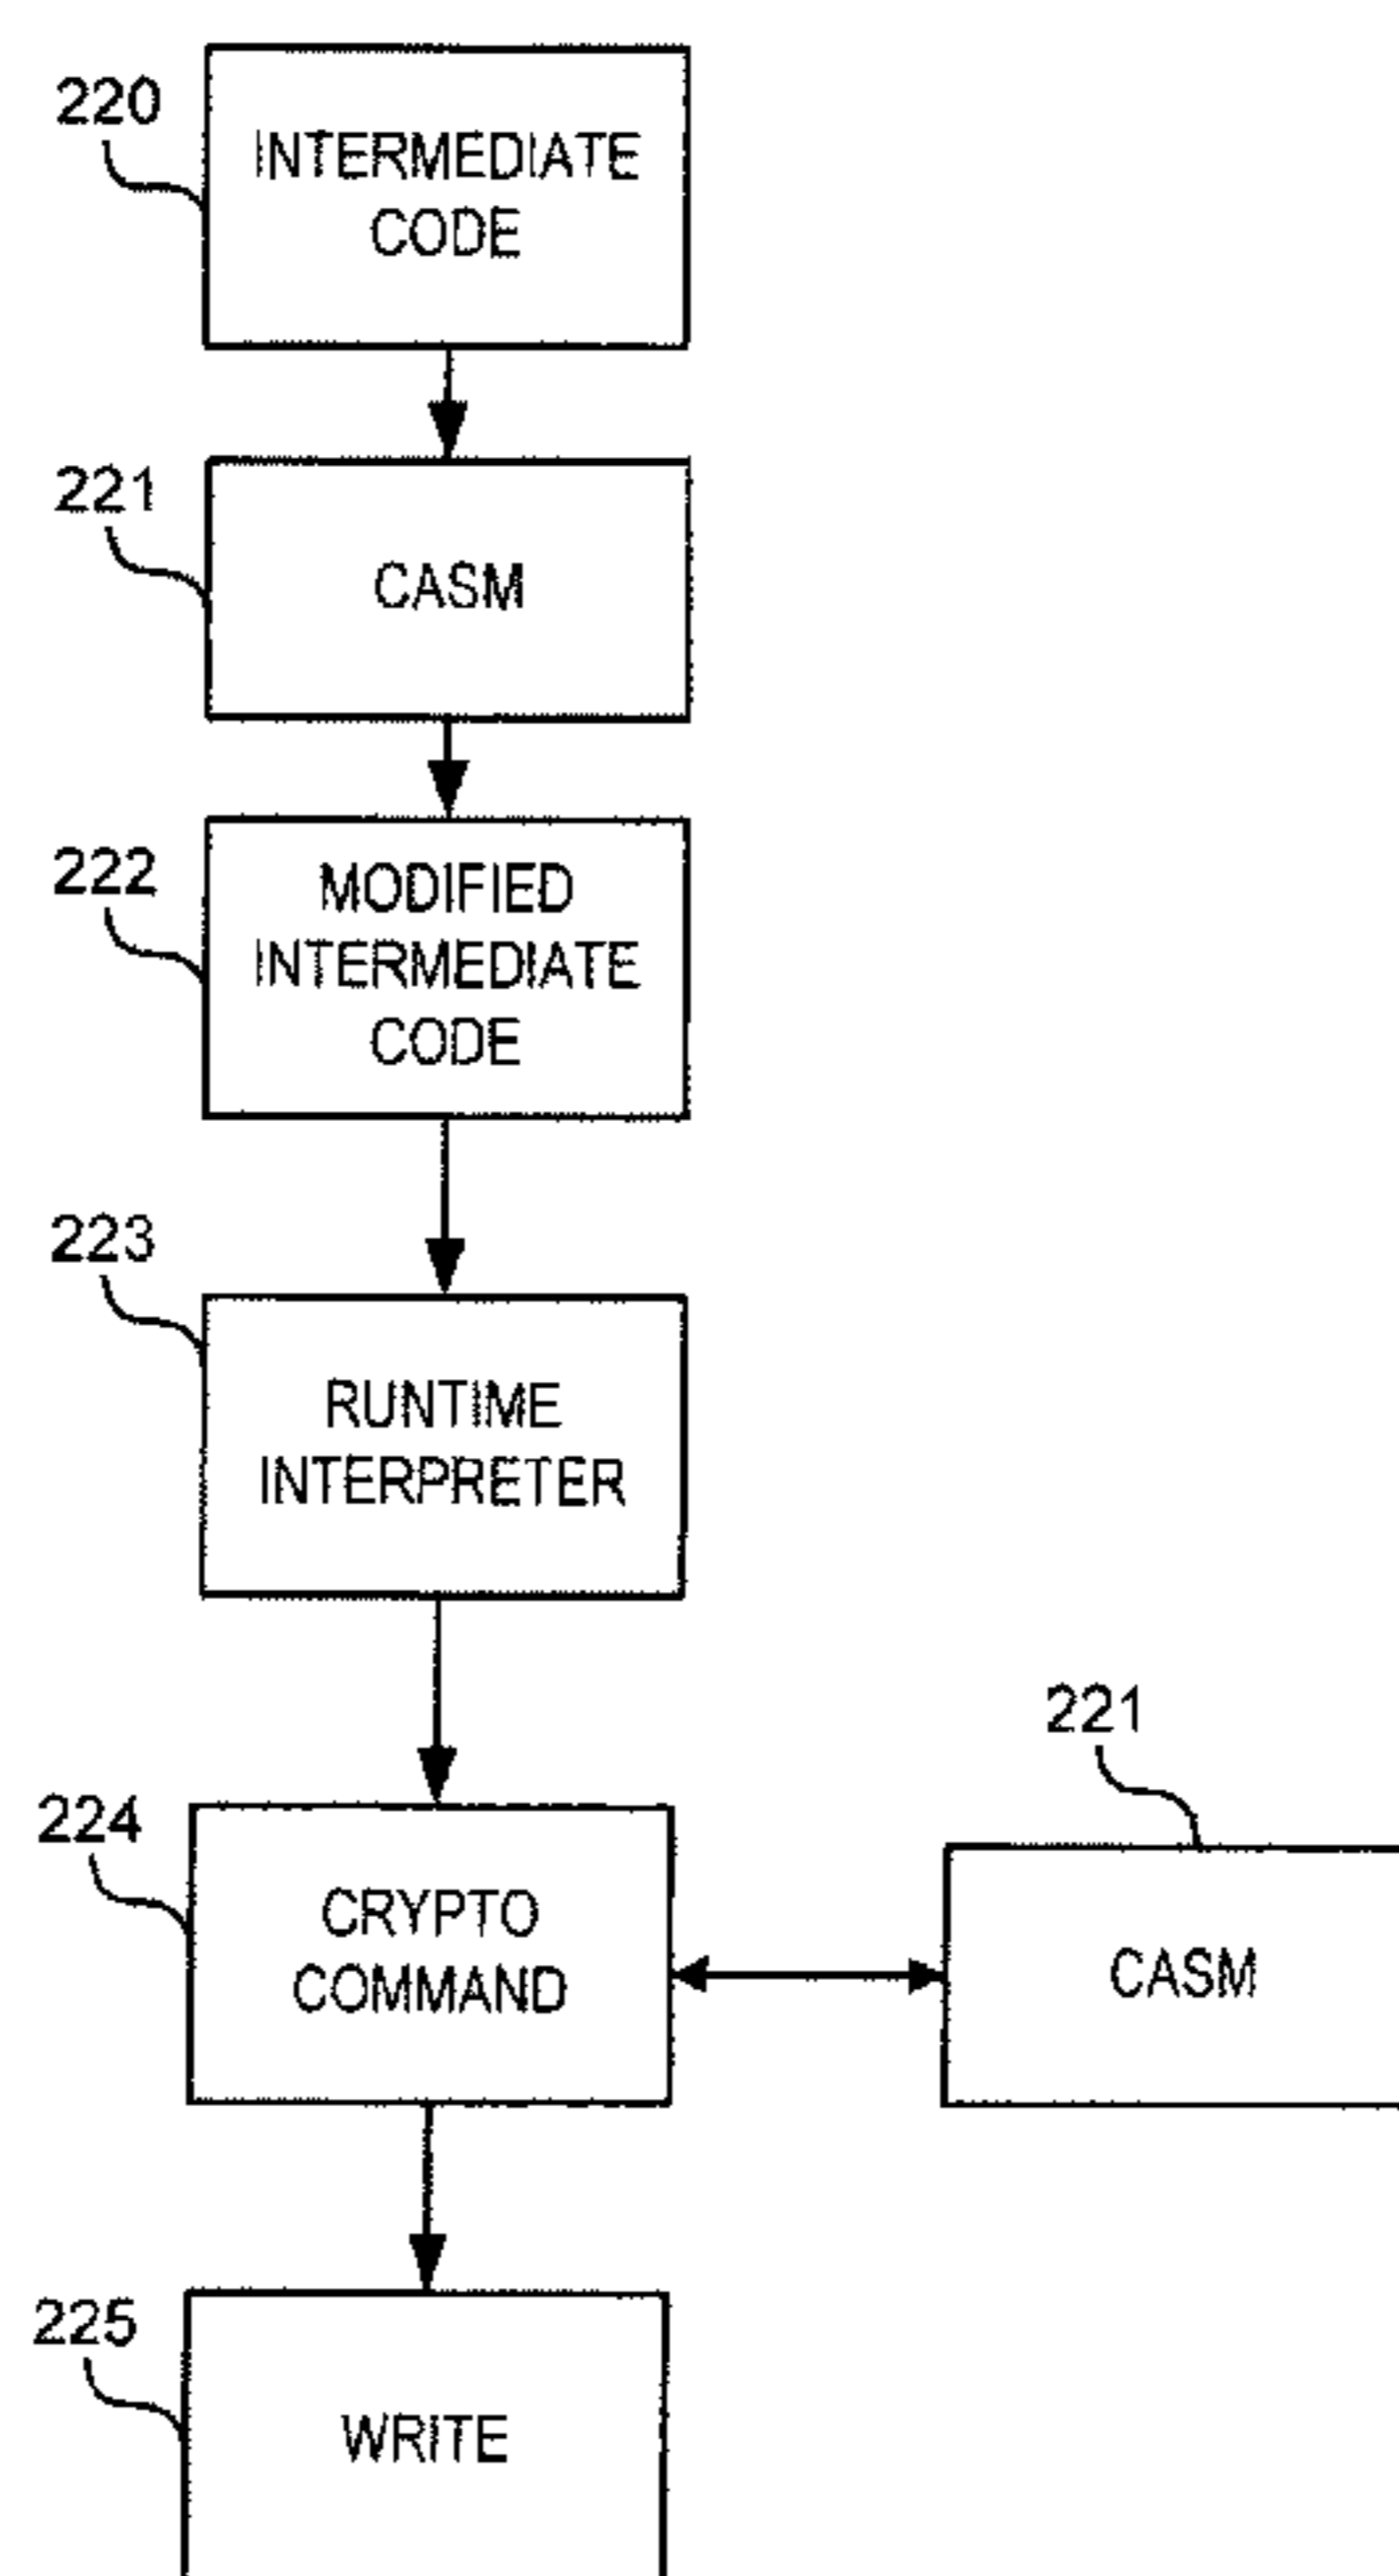 220
INTERMEDIATE
CODE
221
CASM
222
MODIFIED
INTERMEDIATE
CODE
223
RUNTIME
INTERPRETER
221
224
CRYPTO
COMMAND
CASM
225
WRITE